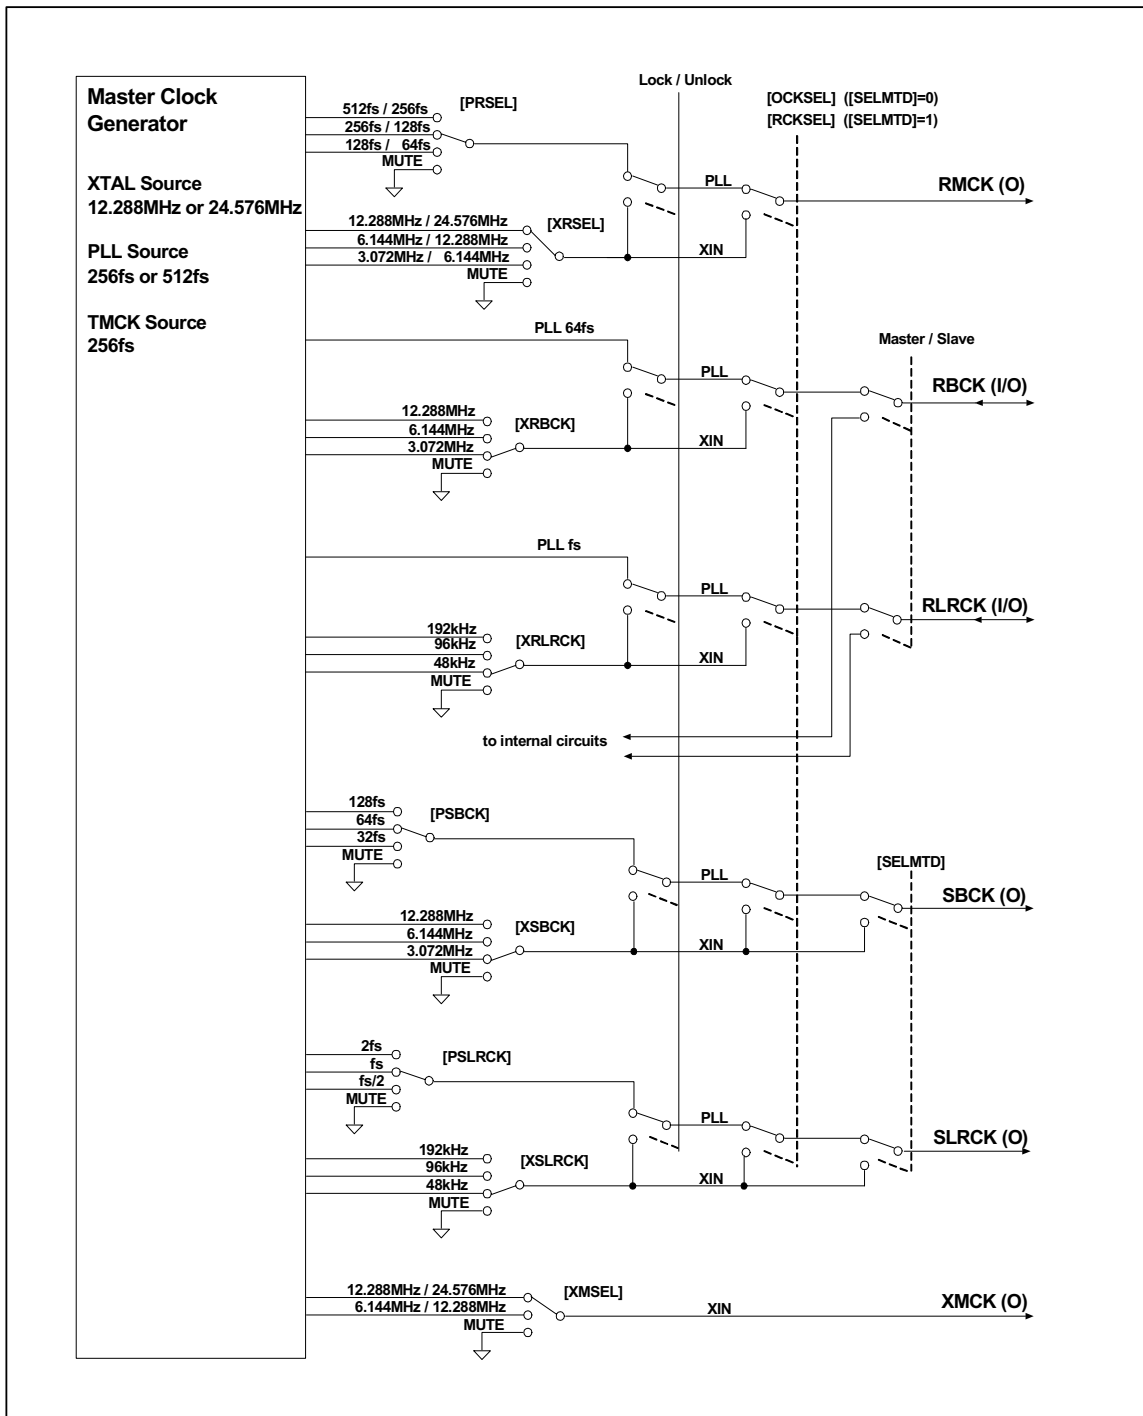 Lock / Unlock
[OCKSEL] ([SELMTD]=0)
[RCKSEL] ([SELMTD]=1)
Master Clock
Generator
XTAL Source
12.288MHz or 24.576MHz
PLL Source
256fs or 512fs
TMCK Source
256fs
512fs / 256fs
256fs / 128fs
128fs / 64fs
MUTE
[PRSEL]
PLL
RMCK (O)
12.288MHz / 24.576MHz
6.144MHz / 12.288MHz
3.072MHz / 6.144MHz
MUTE
[XRSEL]
XIN
PLL 64fs
Master / Slave
PLL
RBCK (I/O)
12.288MHz
6.144MHz
3.072MHz
MUTE
[XRBCK]
XIN
PLL fs
PLL
RLRCK (I/O)
192kHz
96kHz
48kHz
MUTE
[XRLRCK]
XIN
to internal circuits
128fs
64fs
32fs
MUTE
[PSBCK]
PLL
[SELMTD]
SBCK (O)
12.288MHz
6.144MHz
3.072MHz
MUTE
[XSBCK]
XIN
2fs
fs
fs/2
MUTE
[PSLRCK]
PLL
SLRCK (O)
192kHz
96kHz
48kHz
MUTE
[XSLRCK]
XIN
12.288MHz / 24.576MHz
6.144MHz / 12.288MHz
MUTE
[XMSEL]
XIN
XMCK (O)